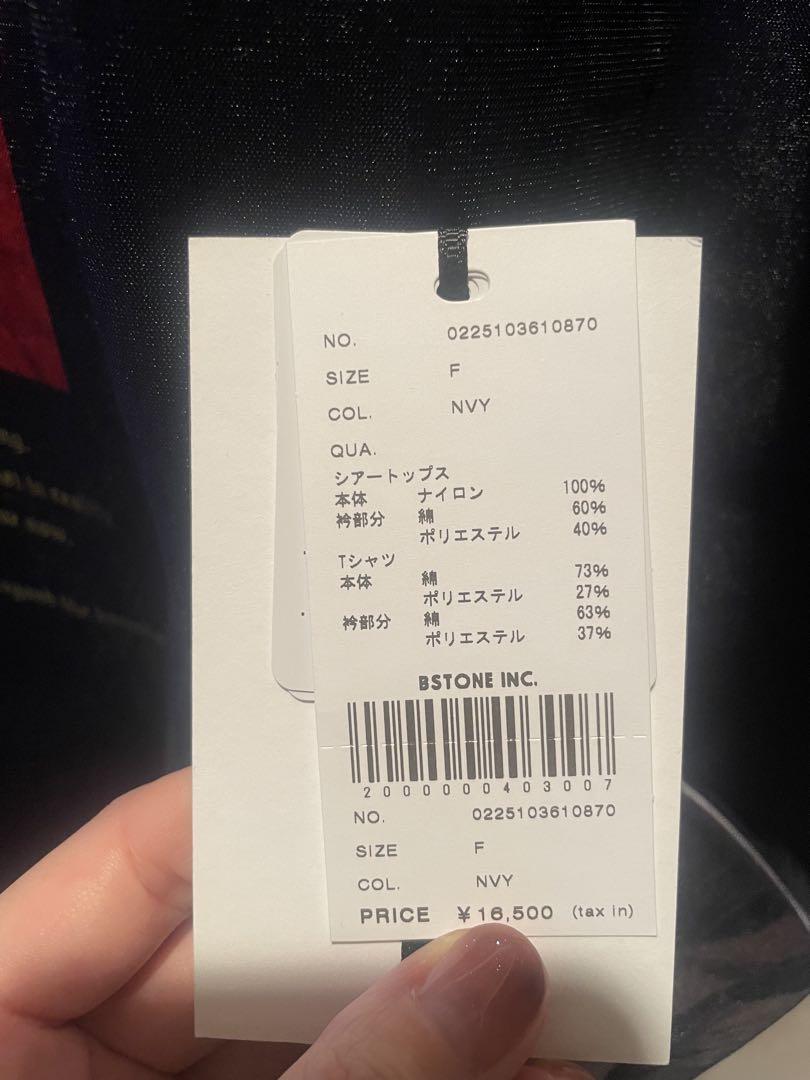 NO. 0225103610870
SIZE F
COL. NVY
QUA.
シアートップス
本体 ナイロン 100%
衿部分 綿 60%
ポリエステル 40%
Tシャツ
本体 綿 73%
ポリエステル 27%
衿部分 綿 63%
ポリエステル 37%
BSTONE INC.
2000000403007
NO. 0225103610870
SIZE F
COL. NVY
PRICE ¥16,500 (tax in)